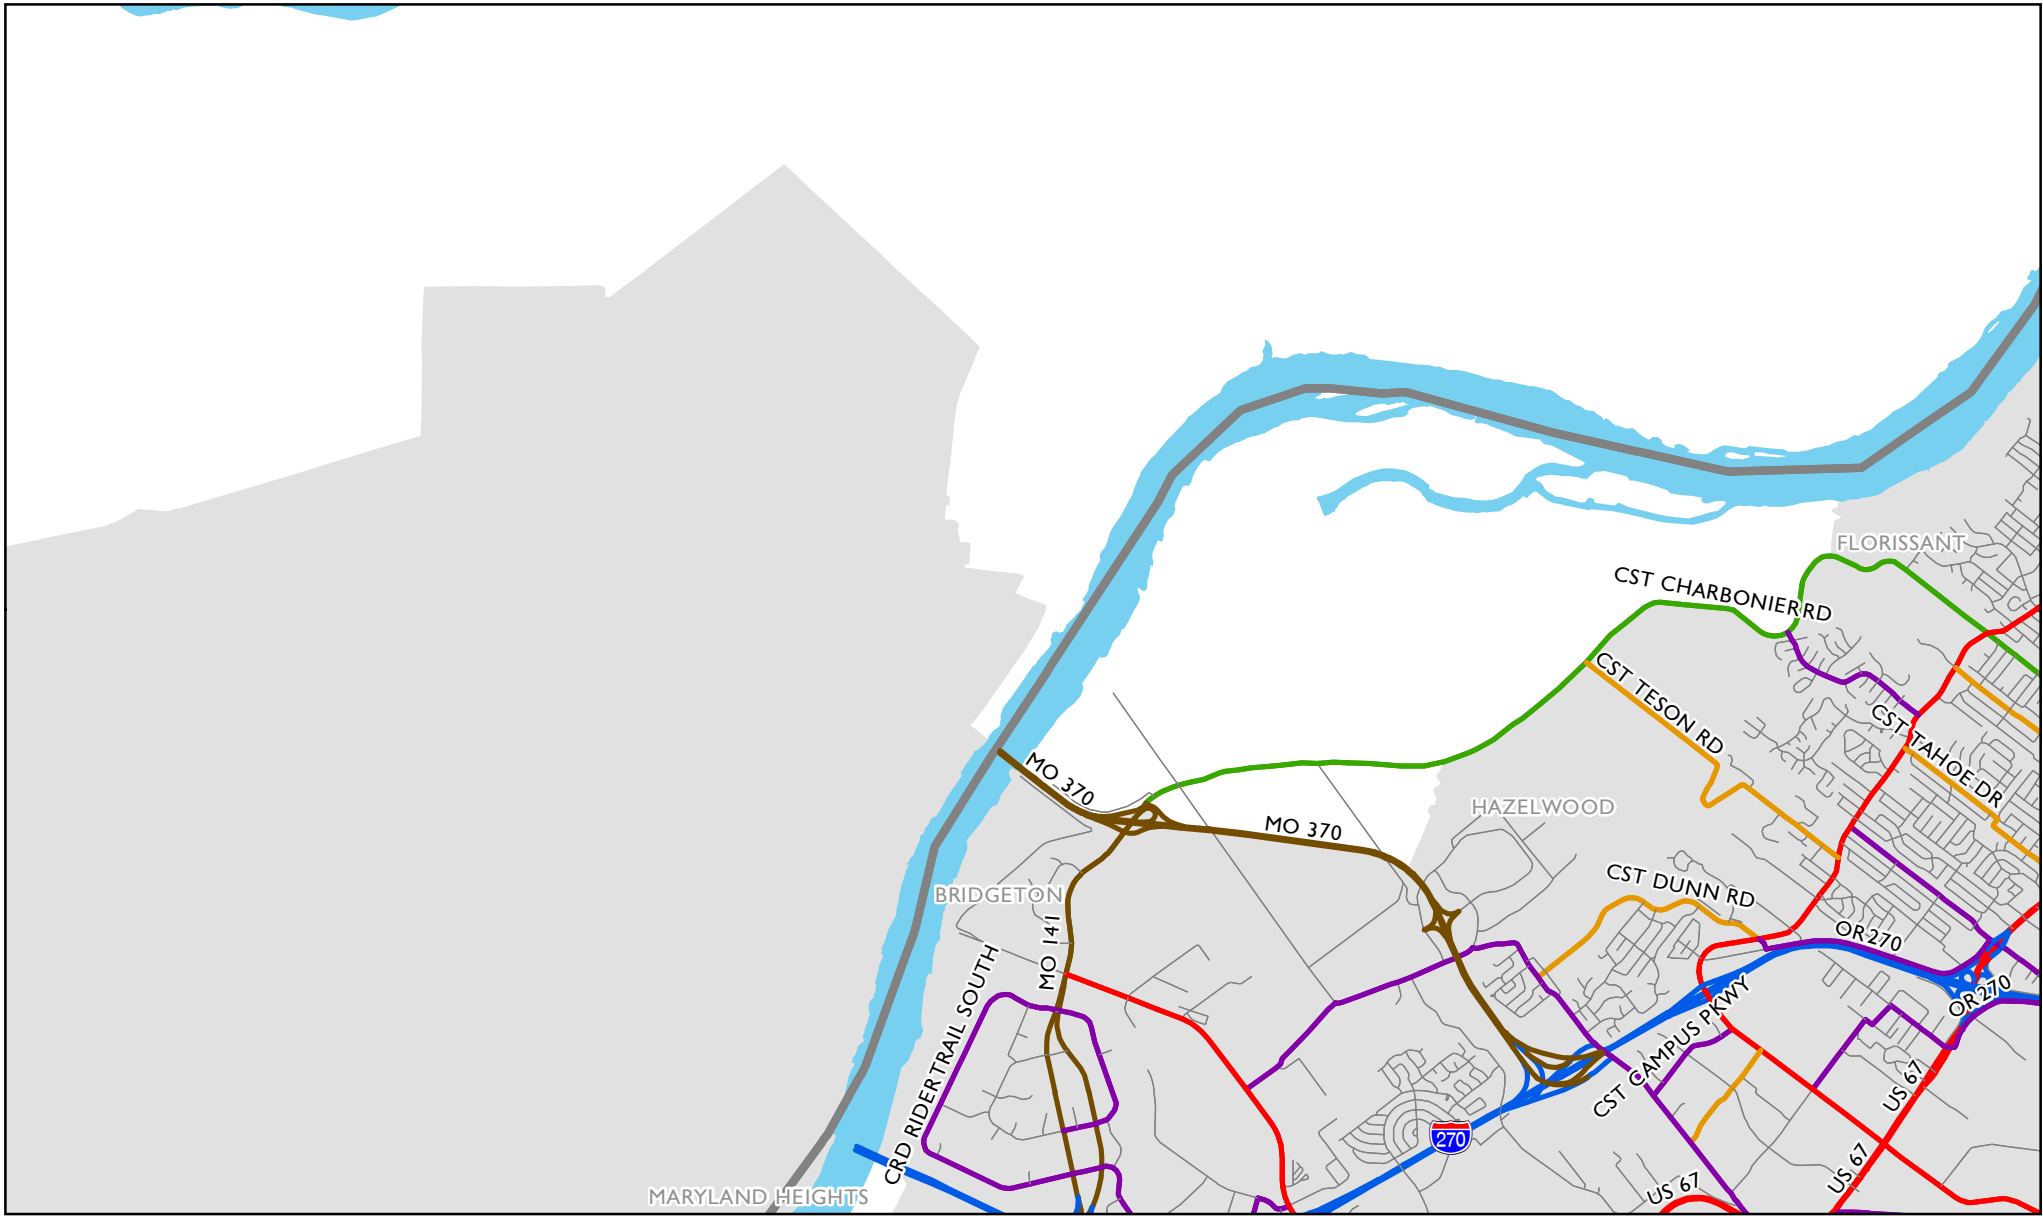 FLORISSANT
CST CHARBONIER RD
CST TESON RD
CST TAHOE DR
MO 370
MO 370
HAZELWOOD
CST DUNN RD
BRIDGETON
MO 141
OR 270
OR 270
CRD RIDERTRAIL SOUTH
CST CAMPUS PKWY
US 67
270
US 67
US 67
MARYLAND HEIGHTS